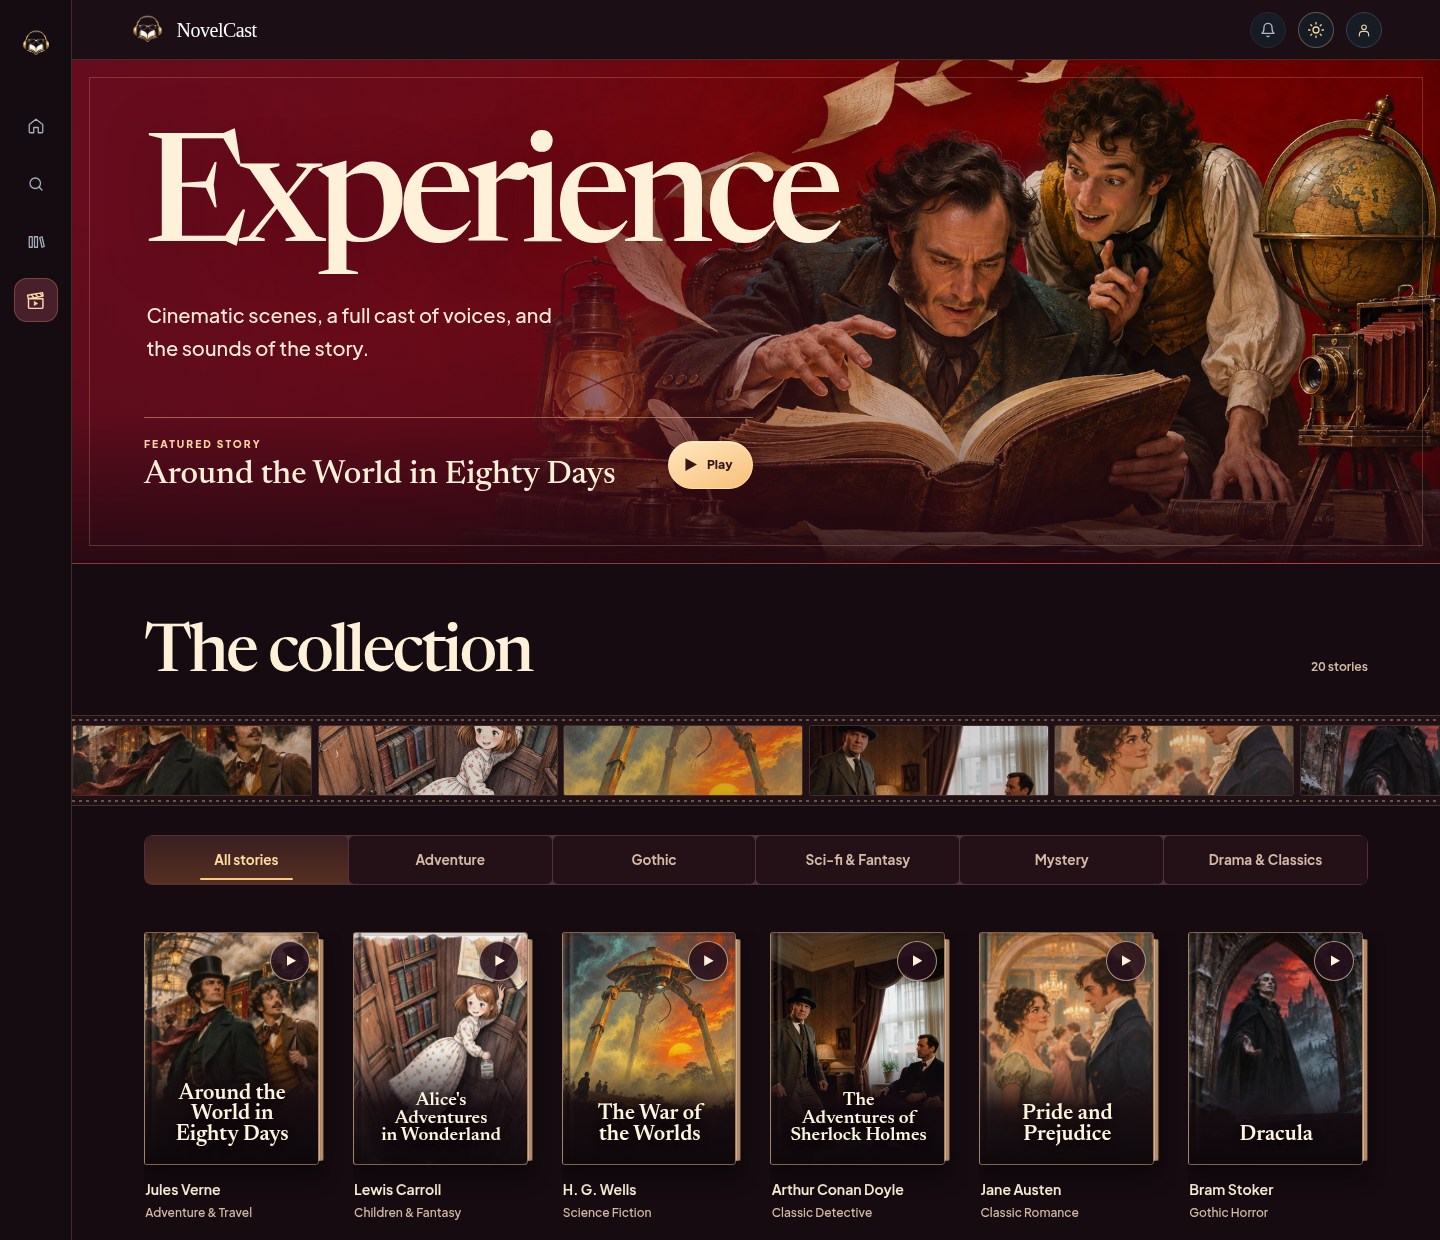 NovelCast
Experience
Cinematic scenes, a full cast of voices, and
the sounds of the story.
FEATURED STORY
Around the World in Eighty Days
Play
The collection
20 stories
All stories
Adventure
Gothic
Sci-fi & Fantasy
Mystery
Drama & Classics
Around the
World in
Eighty Days
Alice's
Adventures
in Wonderland
The War of
the Worlds
The
Adventures of
Sherlock Holmes
Pride and
Prejudice
Dracula
Jules Verne
Adventure & Travel
Lewis Carroll
Children & Fantasy
H. G. Wells
Science Fiction
Arthur Conan Doyle
Classic Detective
Jane Austen
Classic Romance
Bram Stoker
Gothic Horror